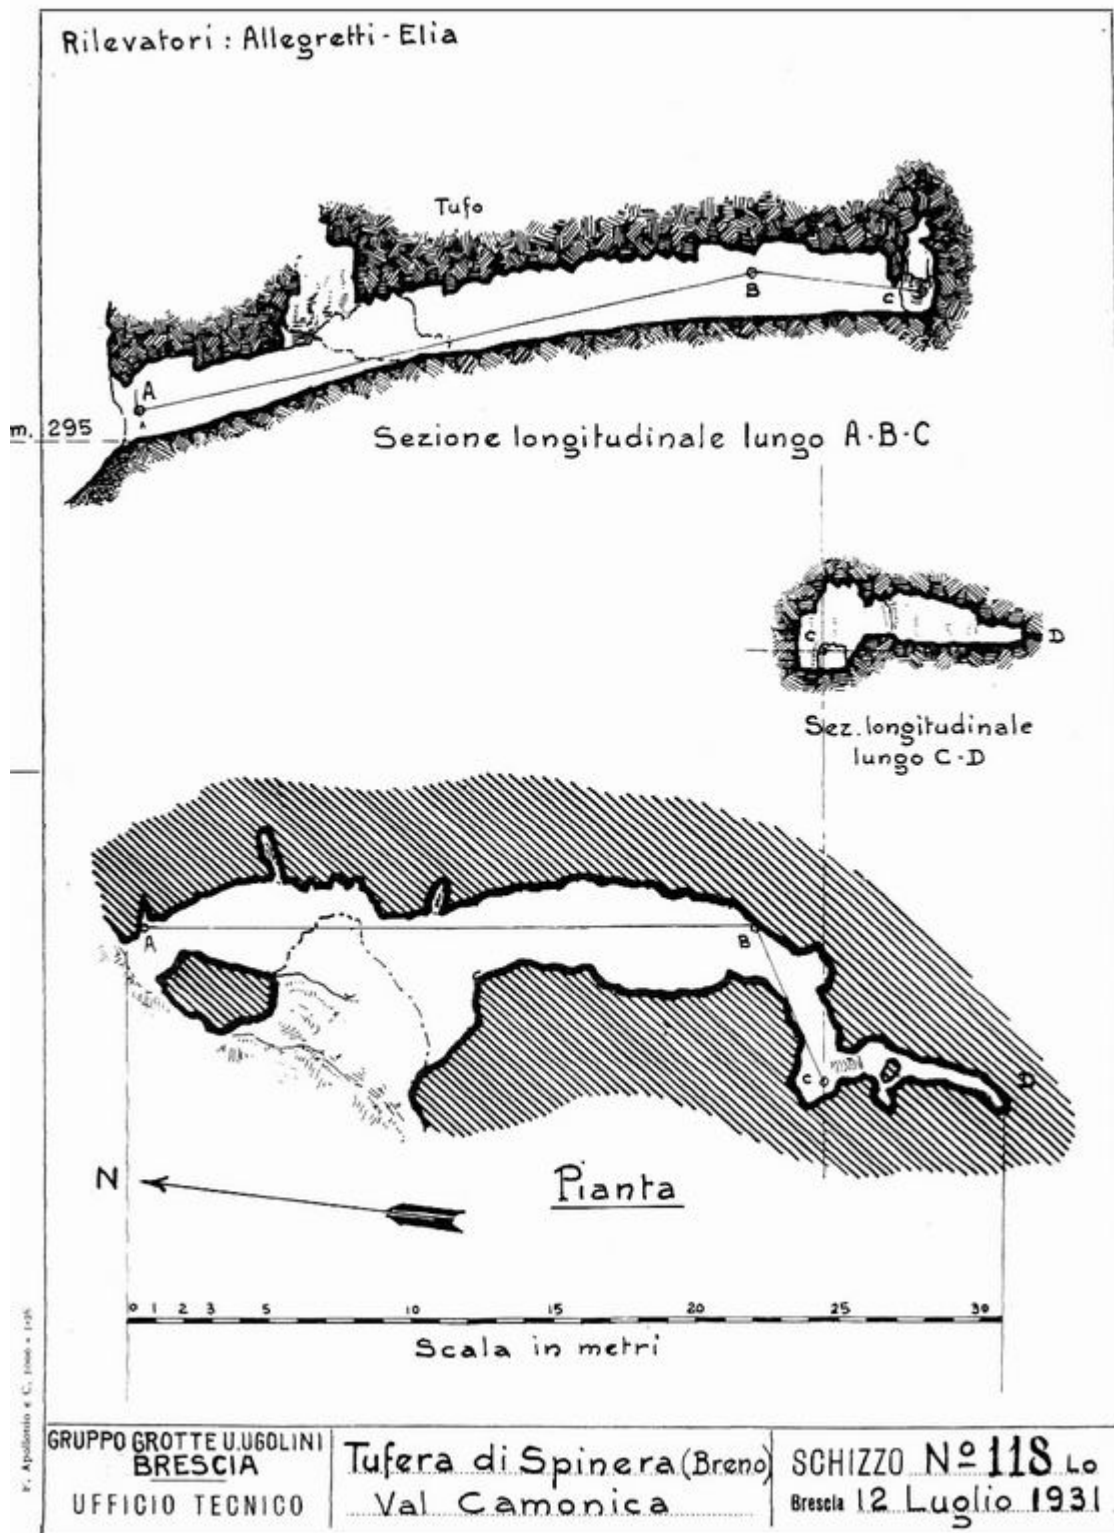 Rilevatori : Allegretti - Elia
Tufo
A
B
C
m. 295
Sezione longitudinale lungo A-B-C
C
D
Sez. longitudinale
lungo C-D
A
B
C
D
N
Pianta
0 1 2 3 5 10 15 20 25 30
Scala in metri
GRUPPO GROTTE U. UGOLINI
BRESCIA
UFFICIO TECNICO
Tufera di Spinera (Breno)
Val Camonica
SCHIZZO Nº 118 Lo
Brescia 12 Luglio 1931